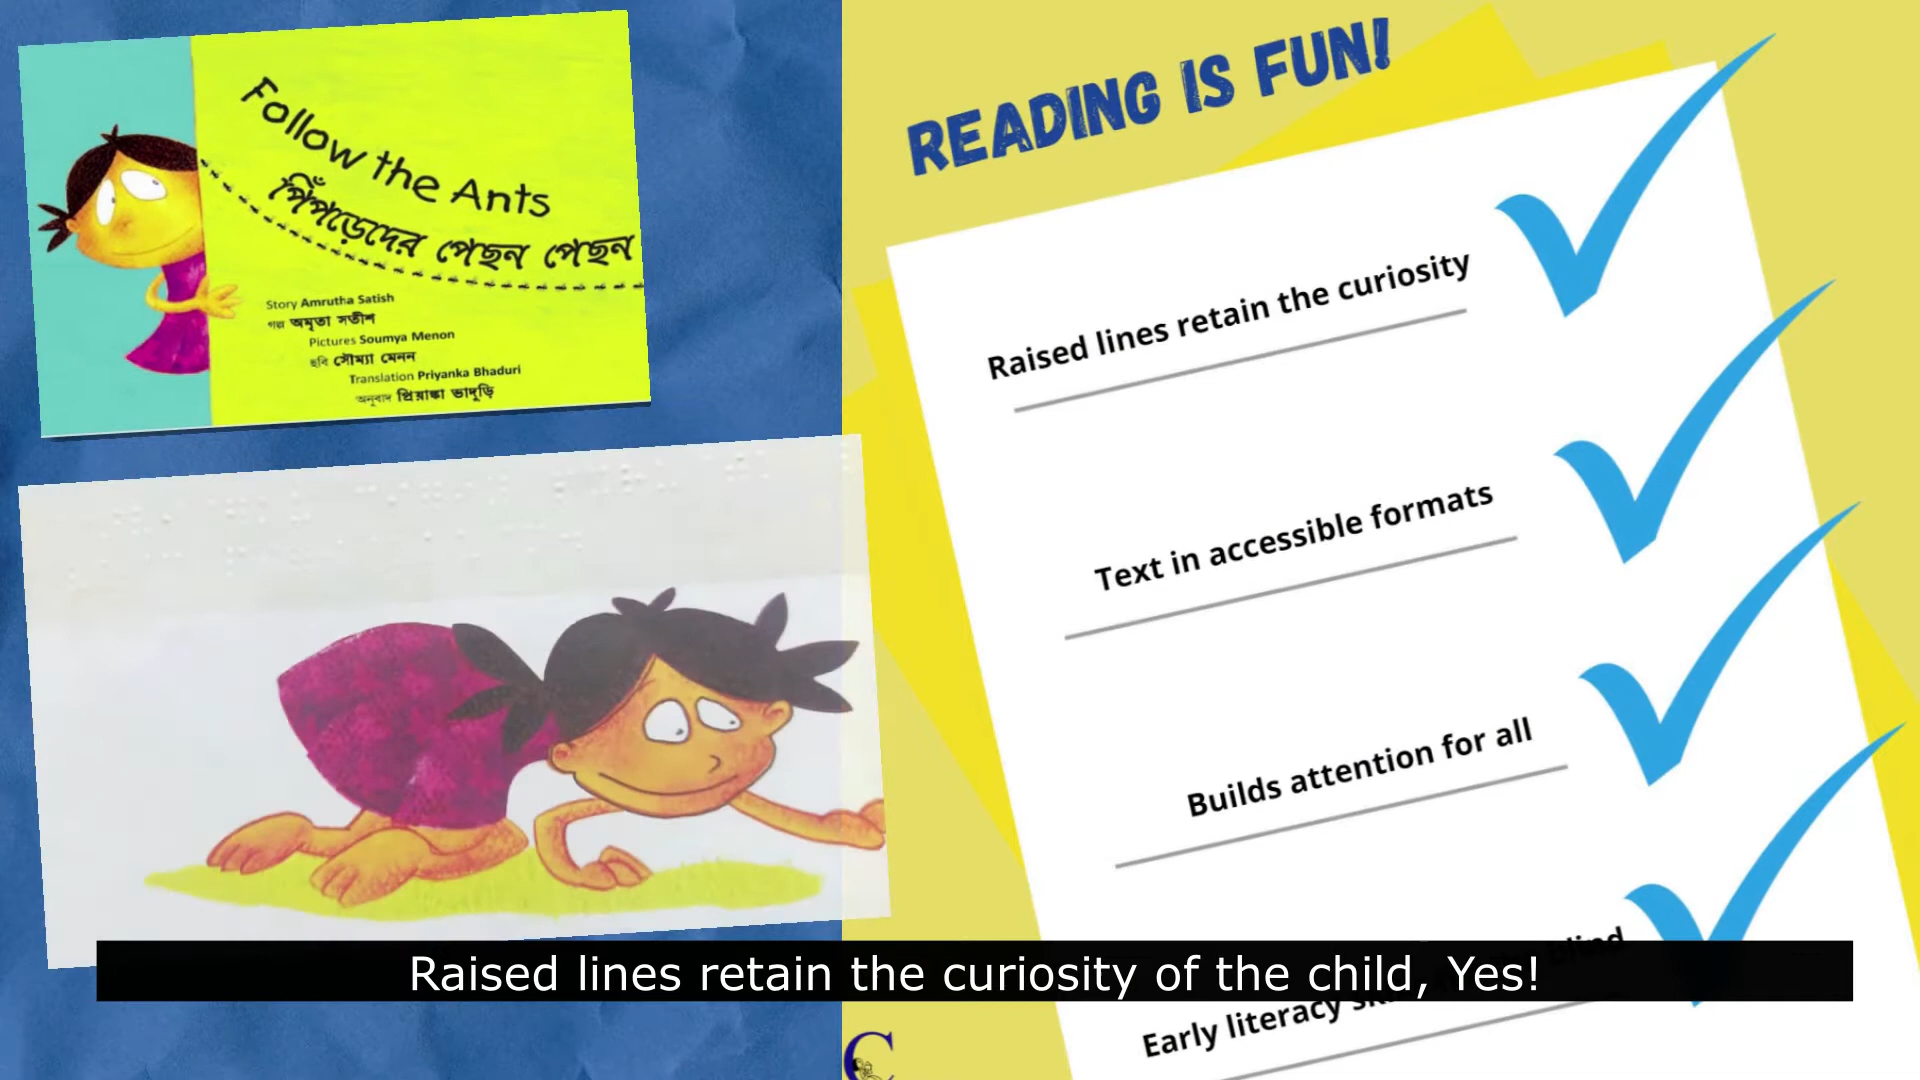 Follow the Ants
পিঁপড়েদের পেছন পেছন
Story Amrutha Satish
গল্প অমৃতা সতীশ
Pictures Soumya Menon
ছবি সৌম্যা মেনন
Translation Priyanka Bhaduri
অনুবাদ প্রিয়াঙ্কা ভাদুড়ি
READING IS FUN!
Raised lines retain the curiosity
Text in accessible formats
Builds attention for all
Early literacy
Raised lines retain the curiosity of the child, Yes!
C